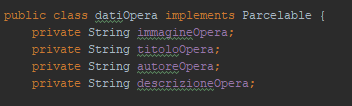 public class datiOpera implements Parcelable {
    private String immagineOpera;
    private String titoloOpera;
    private String autoreOpera;
    private String descrizioneOpera;